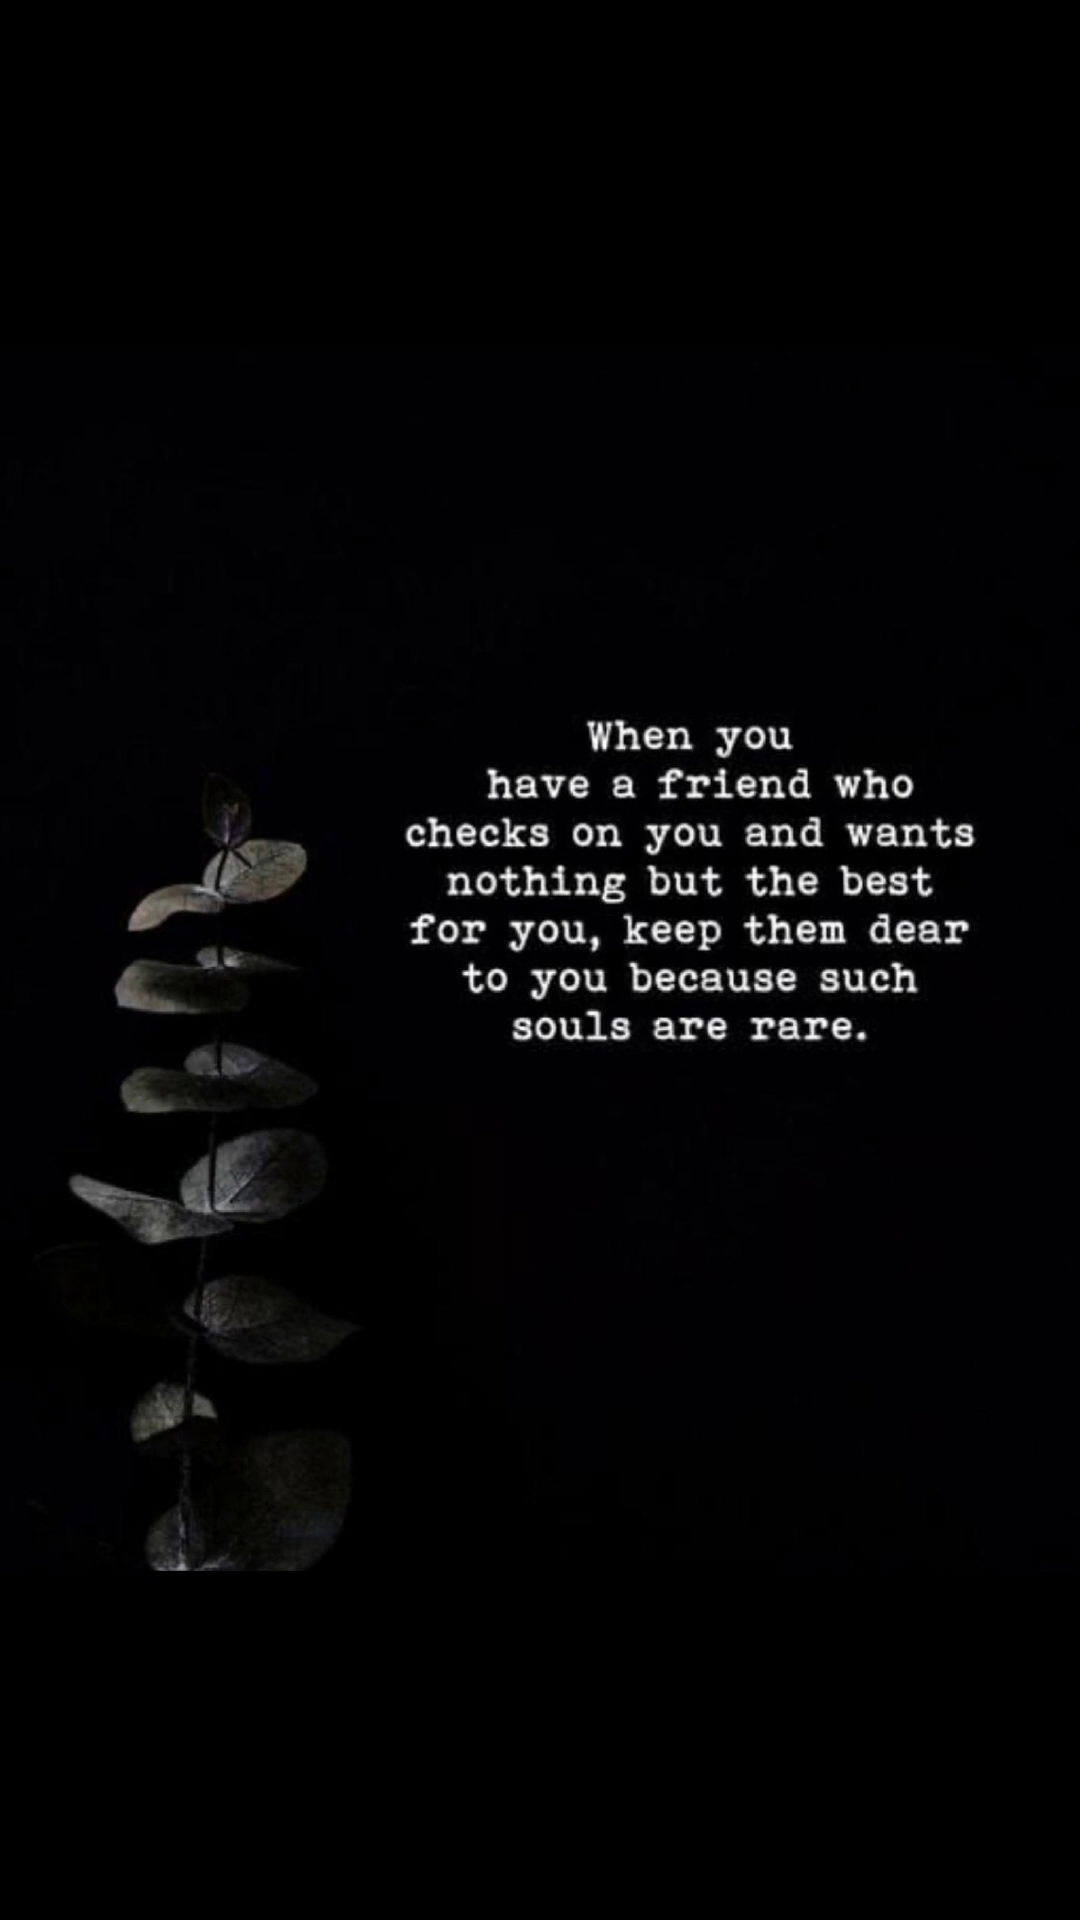 When you
have a friend who
checks on you and wants
nothing but the best
for you, keep them dear
to you because such
souls are rare.